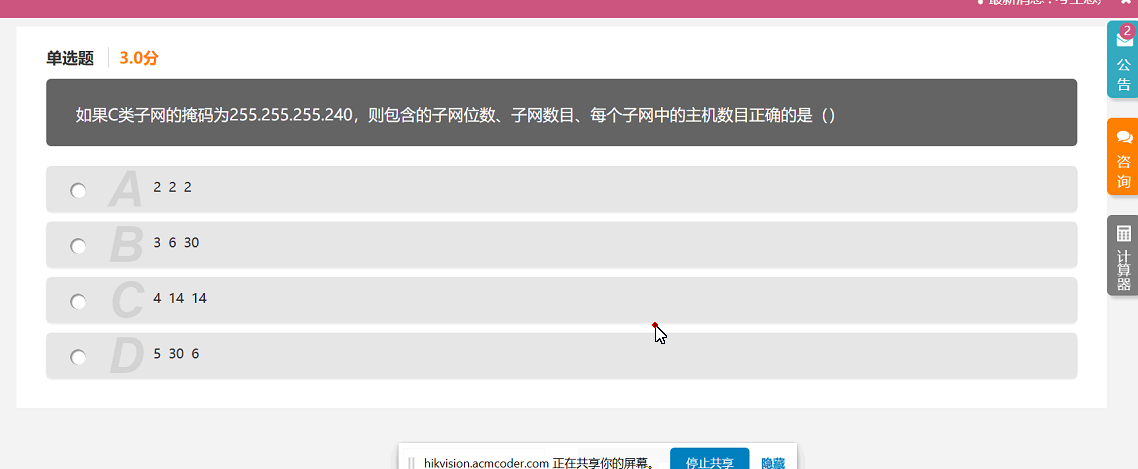 最新消息
2
公告
单选题 3.0分
如果C类子网的掩码为255.255.255.240，则包含的子网位数、子网数目、每个子网中的主机数目正确的是（）
咨询
A 2 2 2
B 3 6 30
计算器
C 4 14 14
D 5 30 6
hikvision.acmcoder.com 正在共享你的屏幕。 停止共享 隐藏